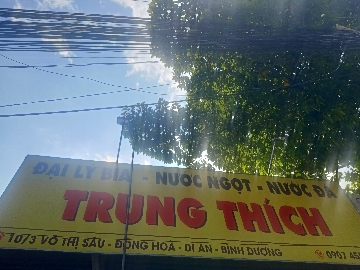 ĐẠI LÝ BIA - NƯỚC NGỌT - NƯỚC ĐÁ
TRUNG THÍCH
1073 VÕ THỊ SÁU - ĐÔNG HOÀ - DĨ AN - BÌNH DƯƠNG
0901